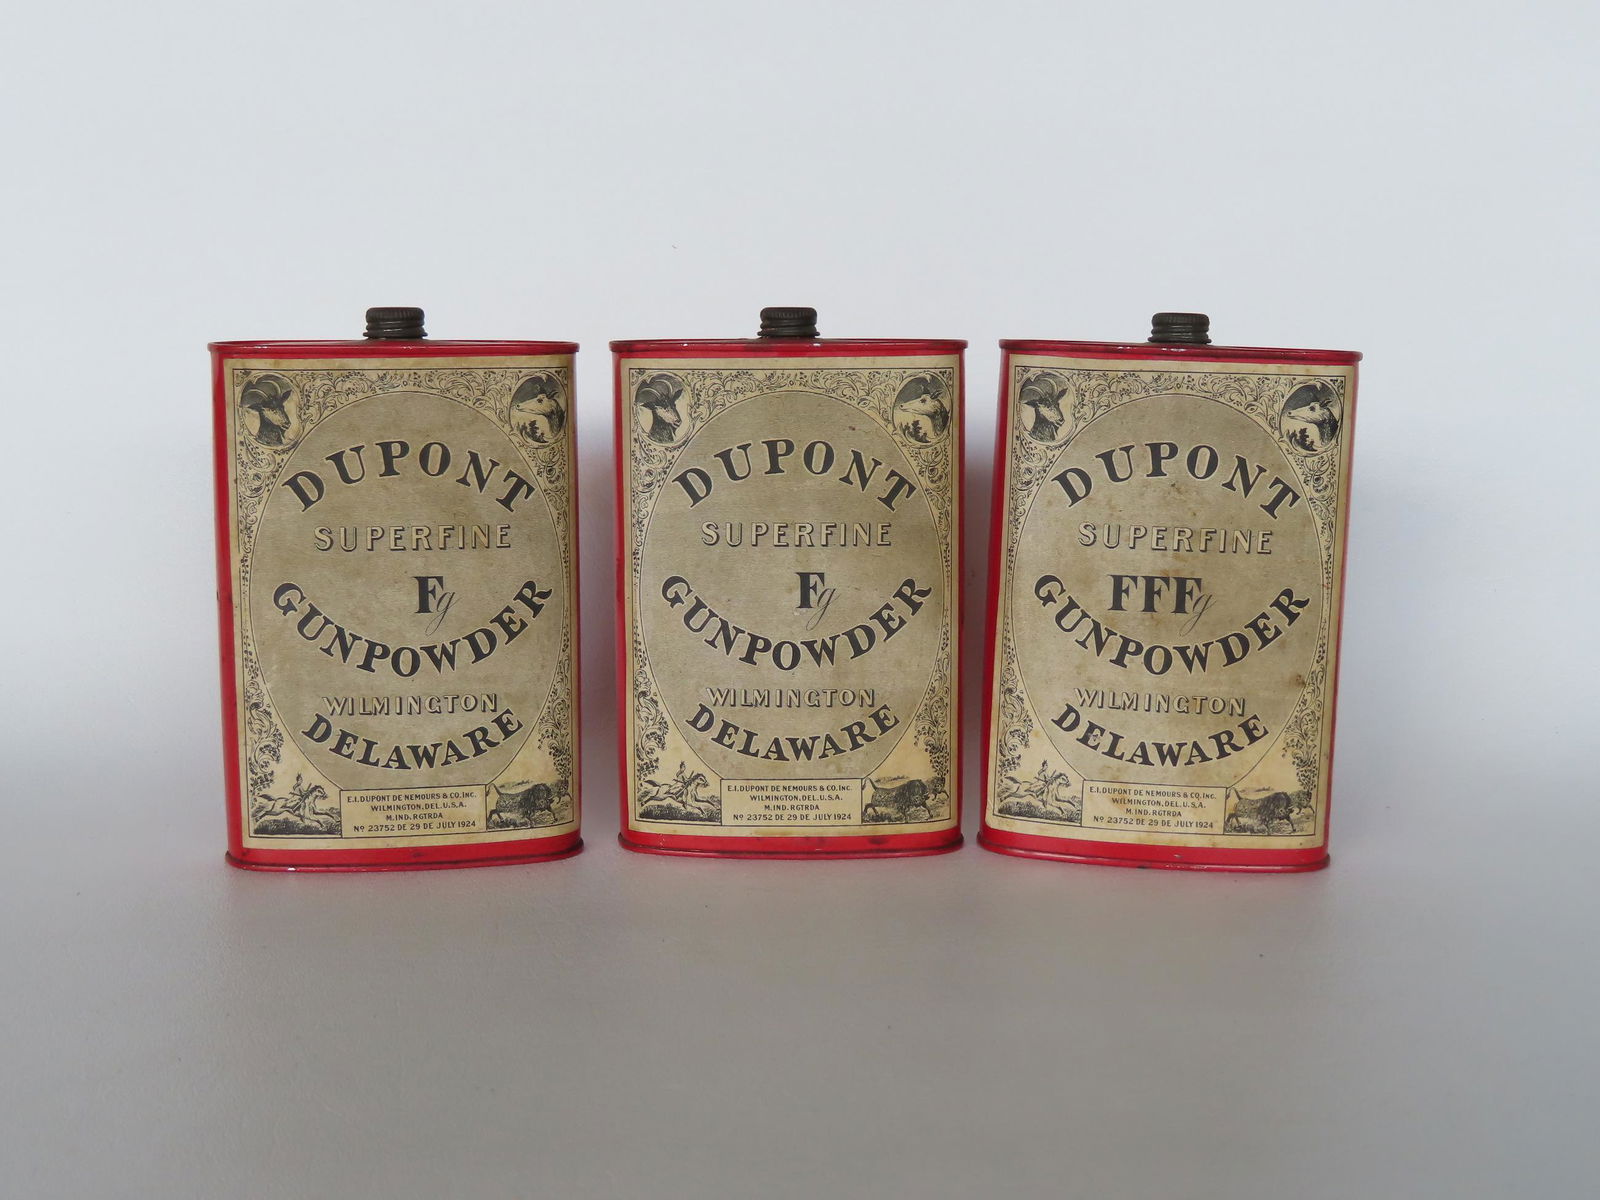 DUPONT
SUPERFINE
Fg
GUNPOWDER
WILMINGTON
DELAWARE
E.I.DUPONT DE NEMOURS & CO.INC.
WILMINGTON, DEL. U.S.A.
M.IND. RGTRDA
Nº 23752 DE 29 DE JULY 1924
DUPONT
SUPERFINE
Fg
GUNPOWDER
WILMINGTON
DELAWARE
E.I.DUPONT DE NEMOURS & CO.INC.
WILMINGTON, DEL. U.S.A.
M.IND. RGTRDA
Nº 23752 DE 29 DE JULY 1924
DUPONT
SUPERFINE
FFFg
GUNPOWDER
WILMINGTON
DELAWARE
E.I.DUPONT DE NEMOURS & CO.INC.
WILMINGTON, DEL. U.S.A.
M.IND. RGTRDA
Nº 23752 DE 29 DE JULY 1924